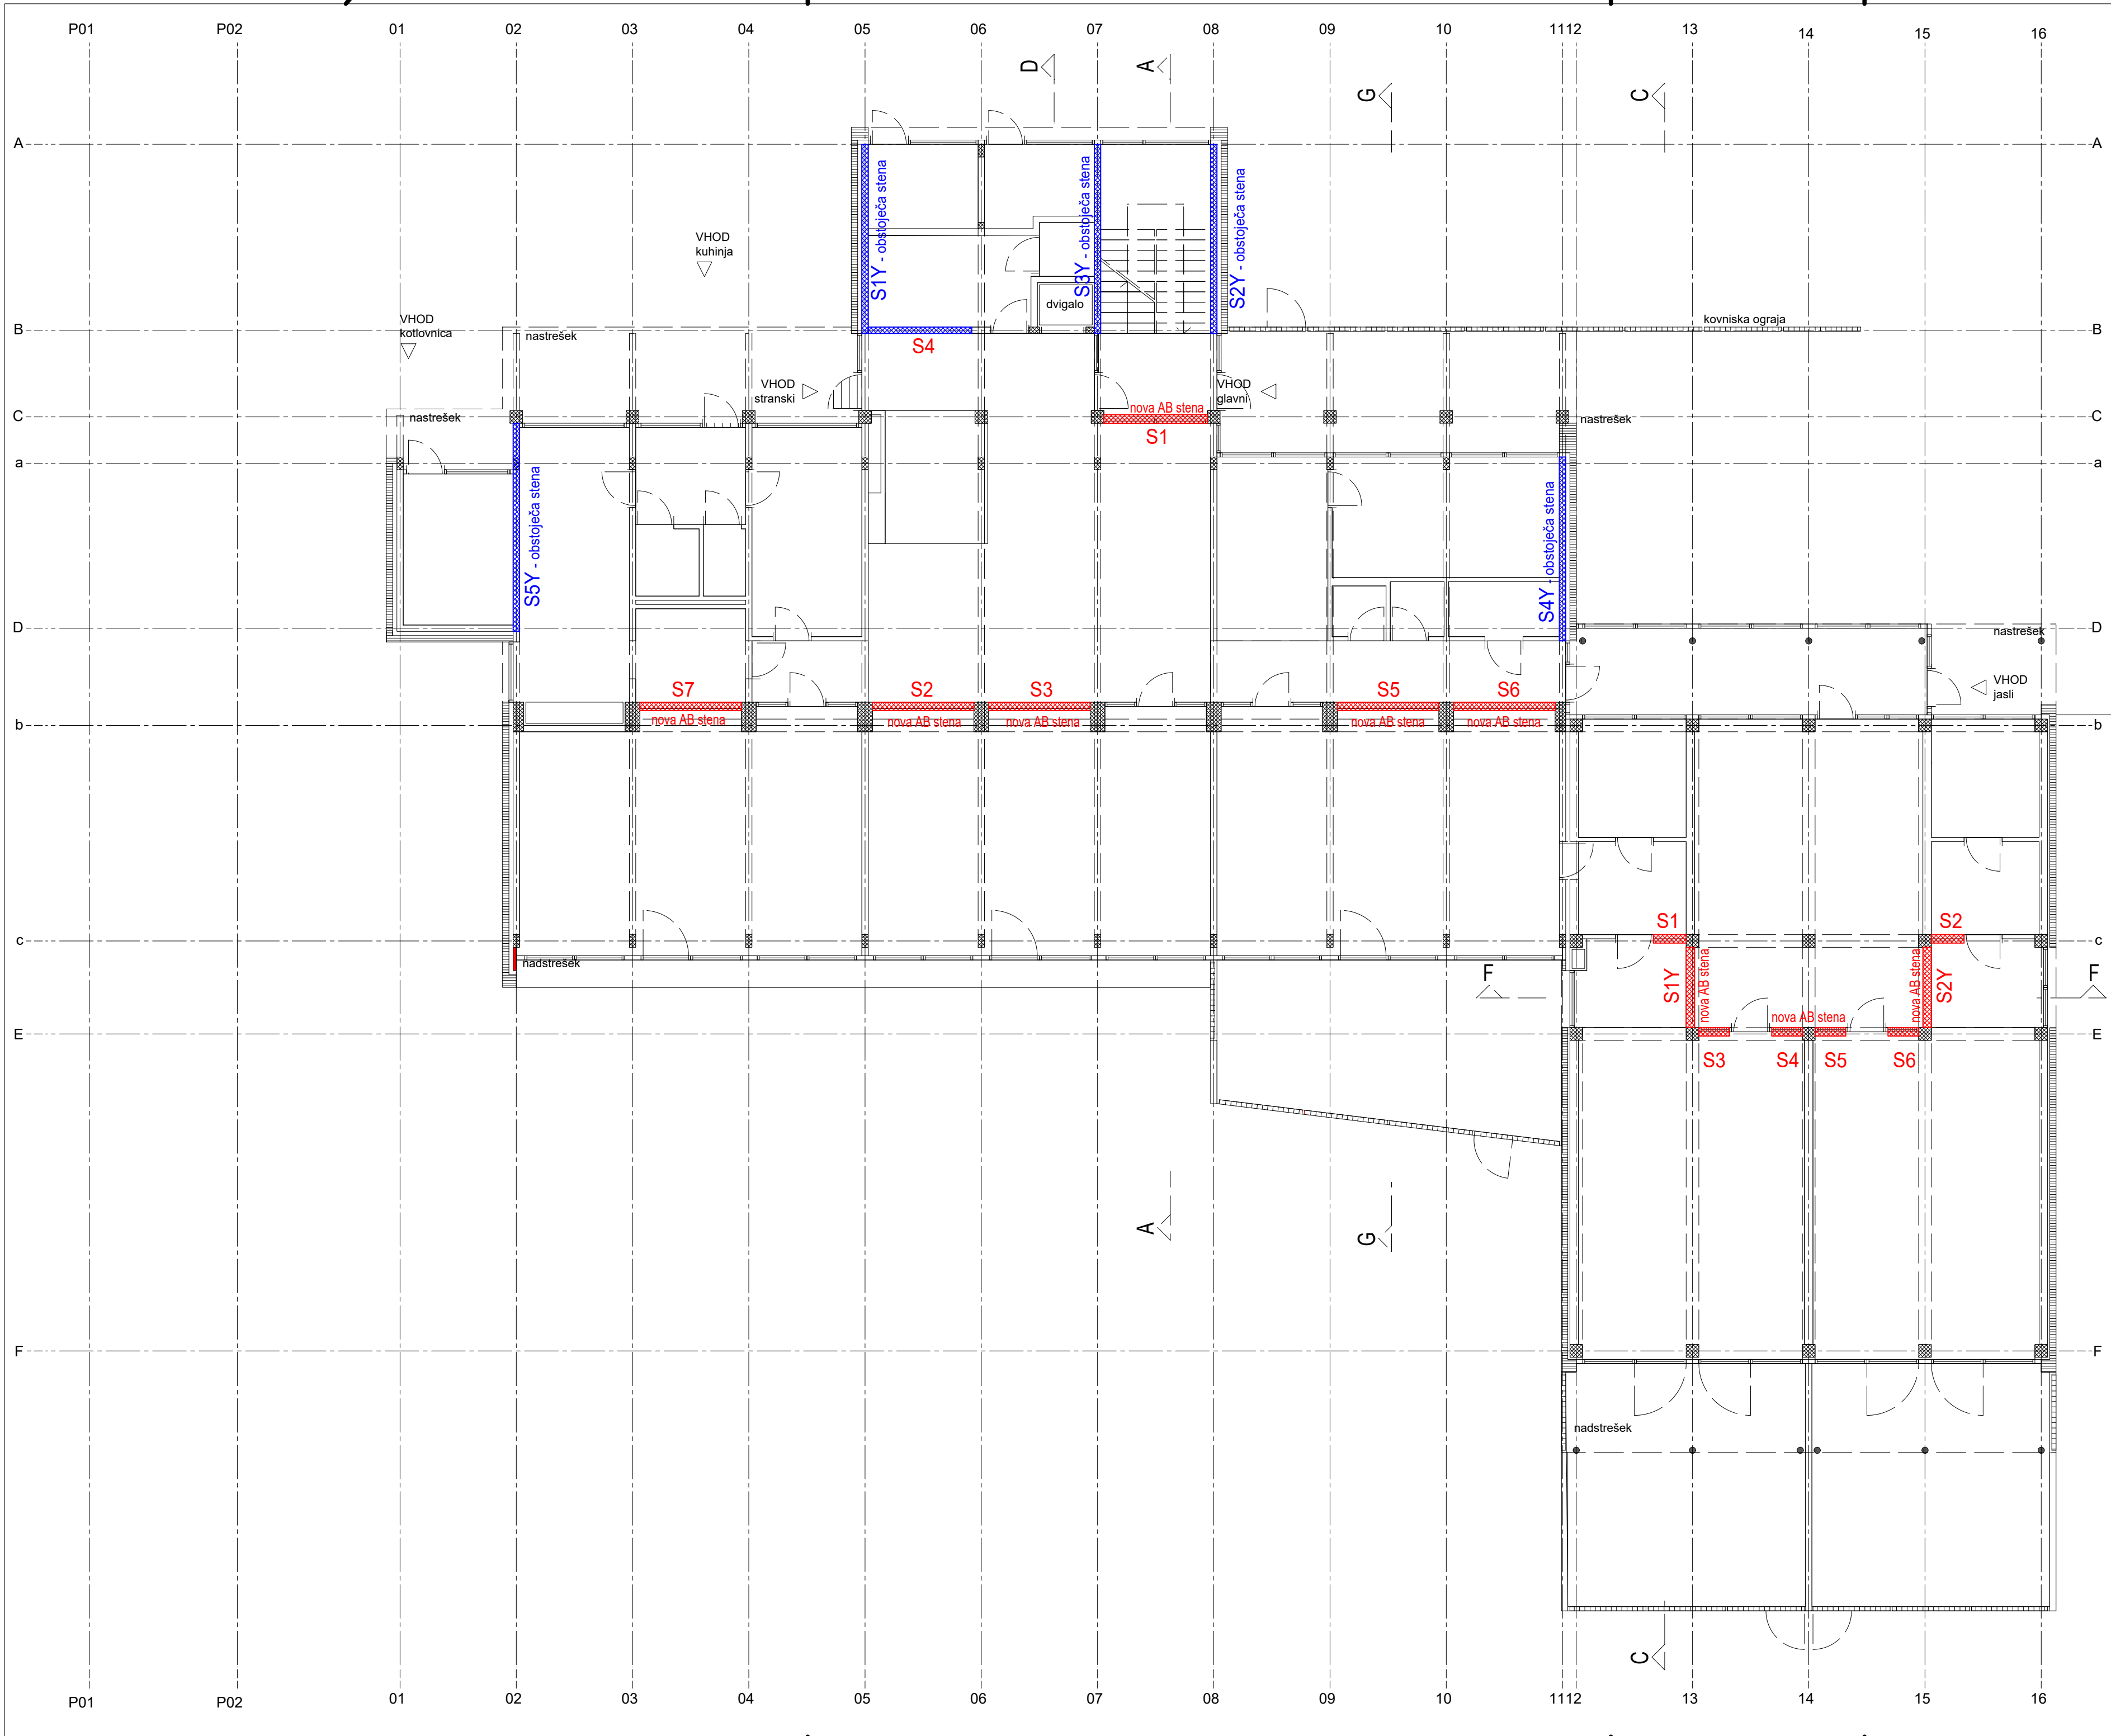 P01 P02 01 02 03 04 05 06 07 08 09 10 11 12 13 14 15 16
D A
G C
A A
S1Y - obstoječa stena
S3Y - obstoječa stena
S2Y - obstoječa stena
VHOD
kuhinja
dvigalo
VHOD
kotlovnica
kovniska ograja
B B
nastrešek
S4
VHOD
stranski
VHOD
glavni
nova AB stena
C C
nastrešek
nastrešek
S1
a a
S5Y - obstoječa stena
S4Y - obstoječa stena
D D
nastrešek
VHOD
jasli
S7 S2 S3 S5 S6
nova AB stena nova AB stena nova AB stena nova AB stena nova AB stena
b b
S1 S2
c c
nadstrešek
F F
S1Y
nova AB stena
nova AB stena
S2Y
nova AB stena
E E
S3 S4 S5 S6
A
G
F F
nadstrešek
C
P01 P02 01 02 03 04 05 06 07 08 09 10 11 12 13 14 15 16